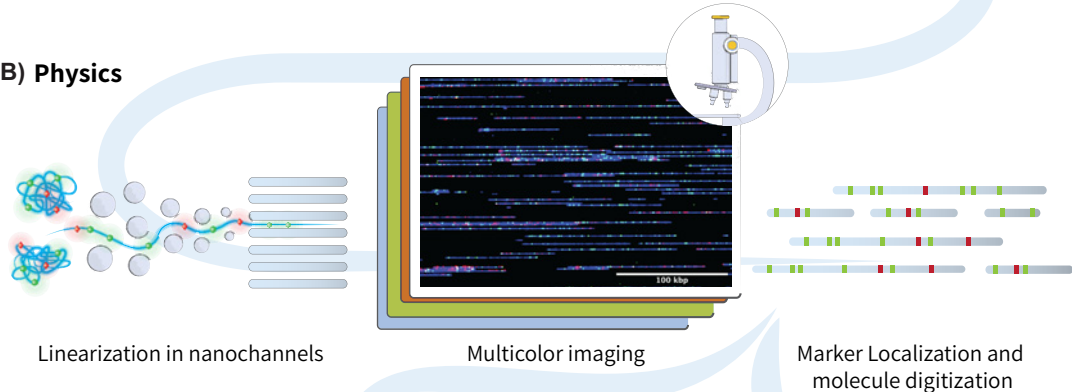 B) Physics
100 kbp
Linearization in nanochannels
Multicolor imaging
Marker Localization and
molecule digitization